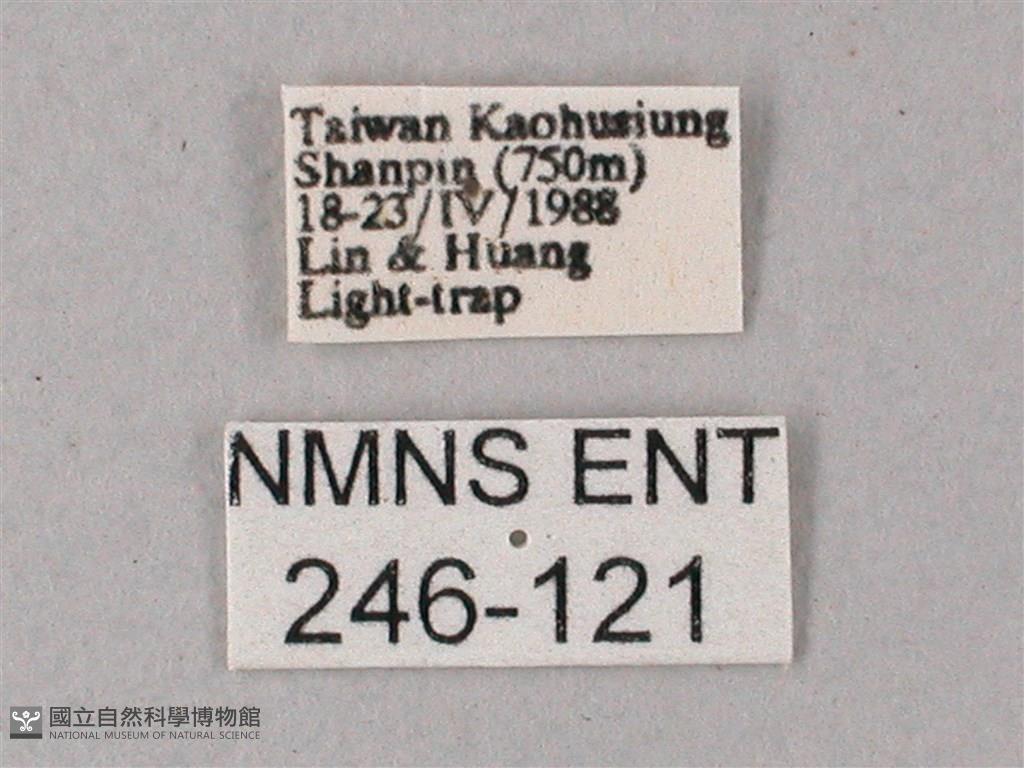 Taiwan Kaohusiung
Shanpin (750m)
18-23/IV/1988
Lin & Huang
Light-trap
NMNS ENT
246-121
國立自然科學博物館
NATIONAL MUSEUM OF NATURAL SCIENCE